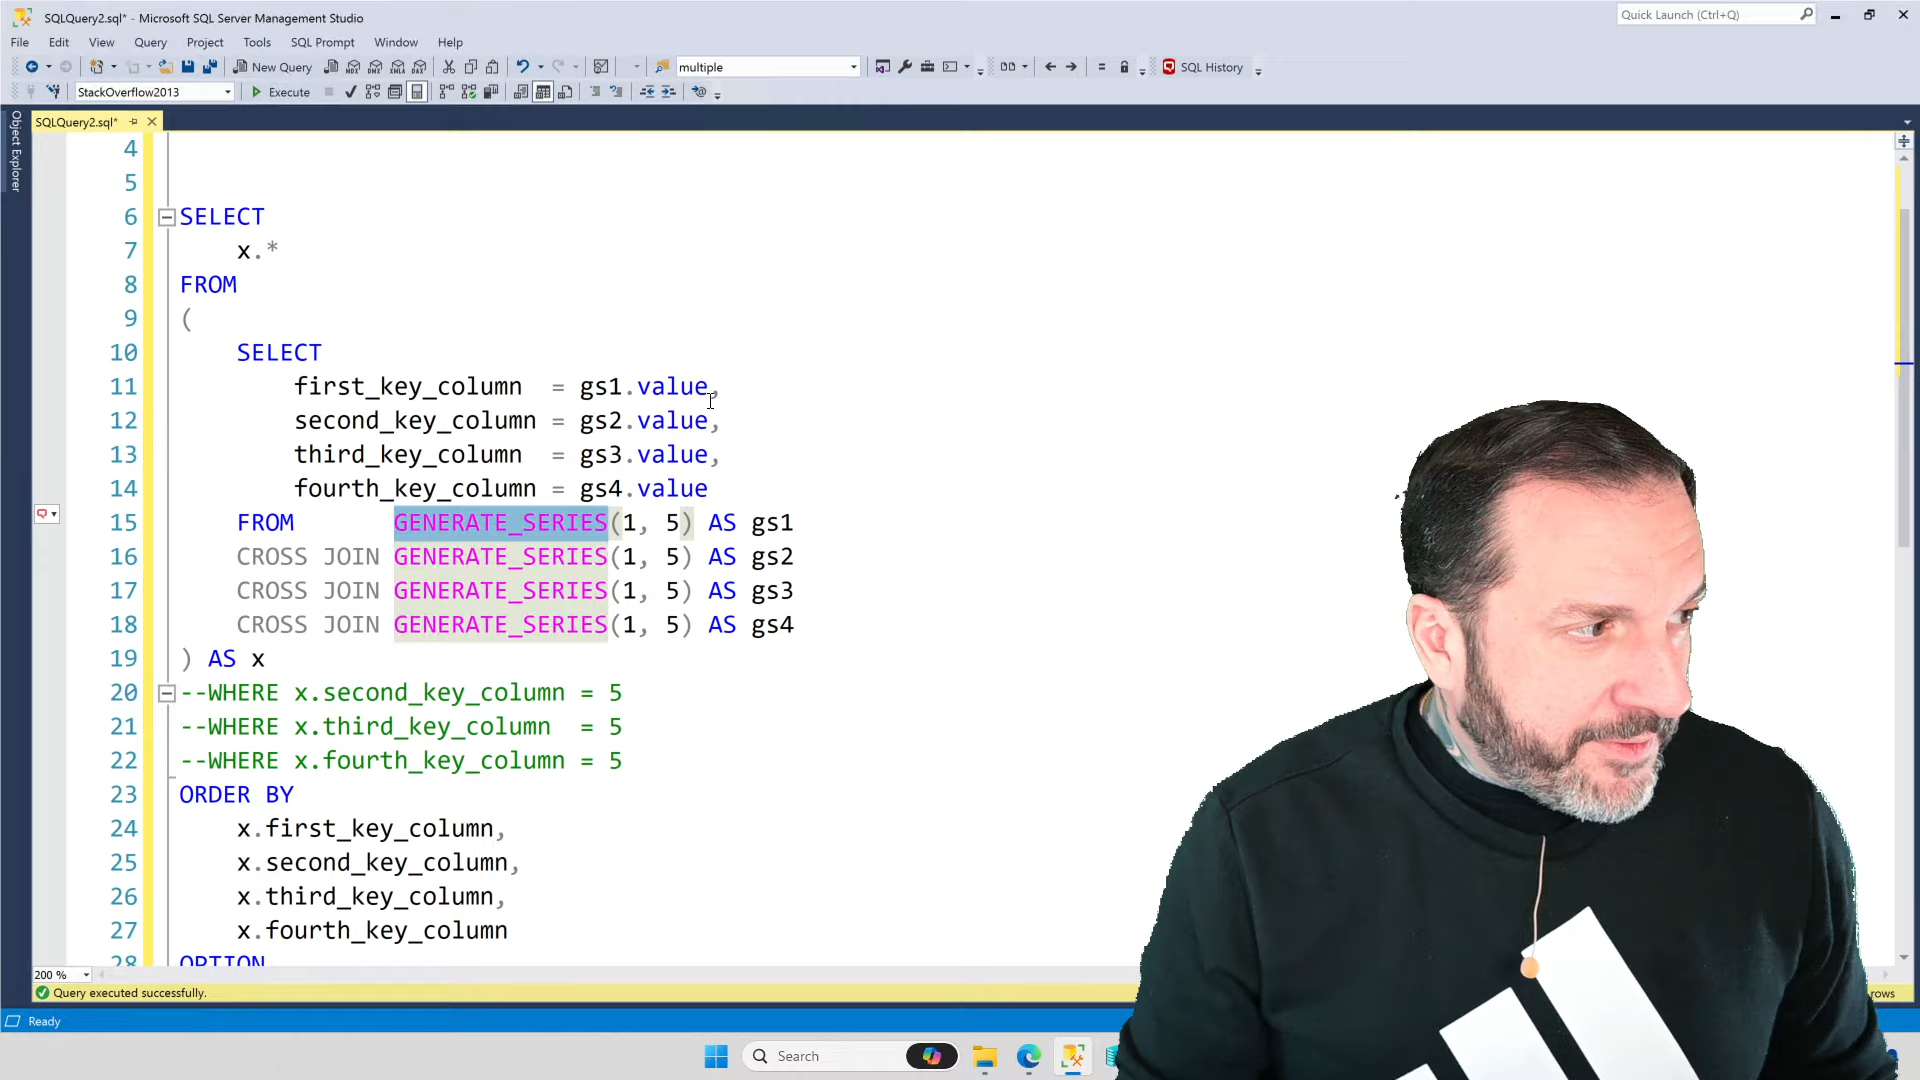 SQLQuery2.sql* - Microsoft SQL Server Management Studio
Quick Launch (Ctrl+Q)
File Edit View Query Project Tools SQL Prompt Window Help
New Query MDX DMX XMLA DAX multiple SQL History
StackOverflow2013 Execute
SQLQuery2.sql*
Object Explorer
4
5
6 SELECT
7 x.*
8 FROM
9 (
10 SELECT
11 first_key_column = gs1.value,
12 second_key_column = gs2.value,
13 third_key_column = gs3.value,
14 fourth_key_column = gs4.value
15 FROM GENERATE_SERIES(1, 5) AS gs1
16 CROSS JOIN GENERATE_SERIES(1, 5) AS gs2
17 CROSS JOIN GENERATE_SERIES(1, 5) AS gs3
18 CROSS JOIN GENERATE_SERIES(1, 5) AS gs4
19 ) AS x
20 --WHERE x.second_key_column = 5
21 --WHERE x.third_key_column = 5
22 --WHERE x.fourth_key_column = 5
23 ORDER BY
24 x.first_key_column,
25 x.second_key_column,
26 x.third_key_column,
27 x.fourth_key_column
28 OPTION
200 %
Query executed successfully. rows
Ready
Search